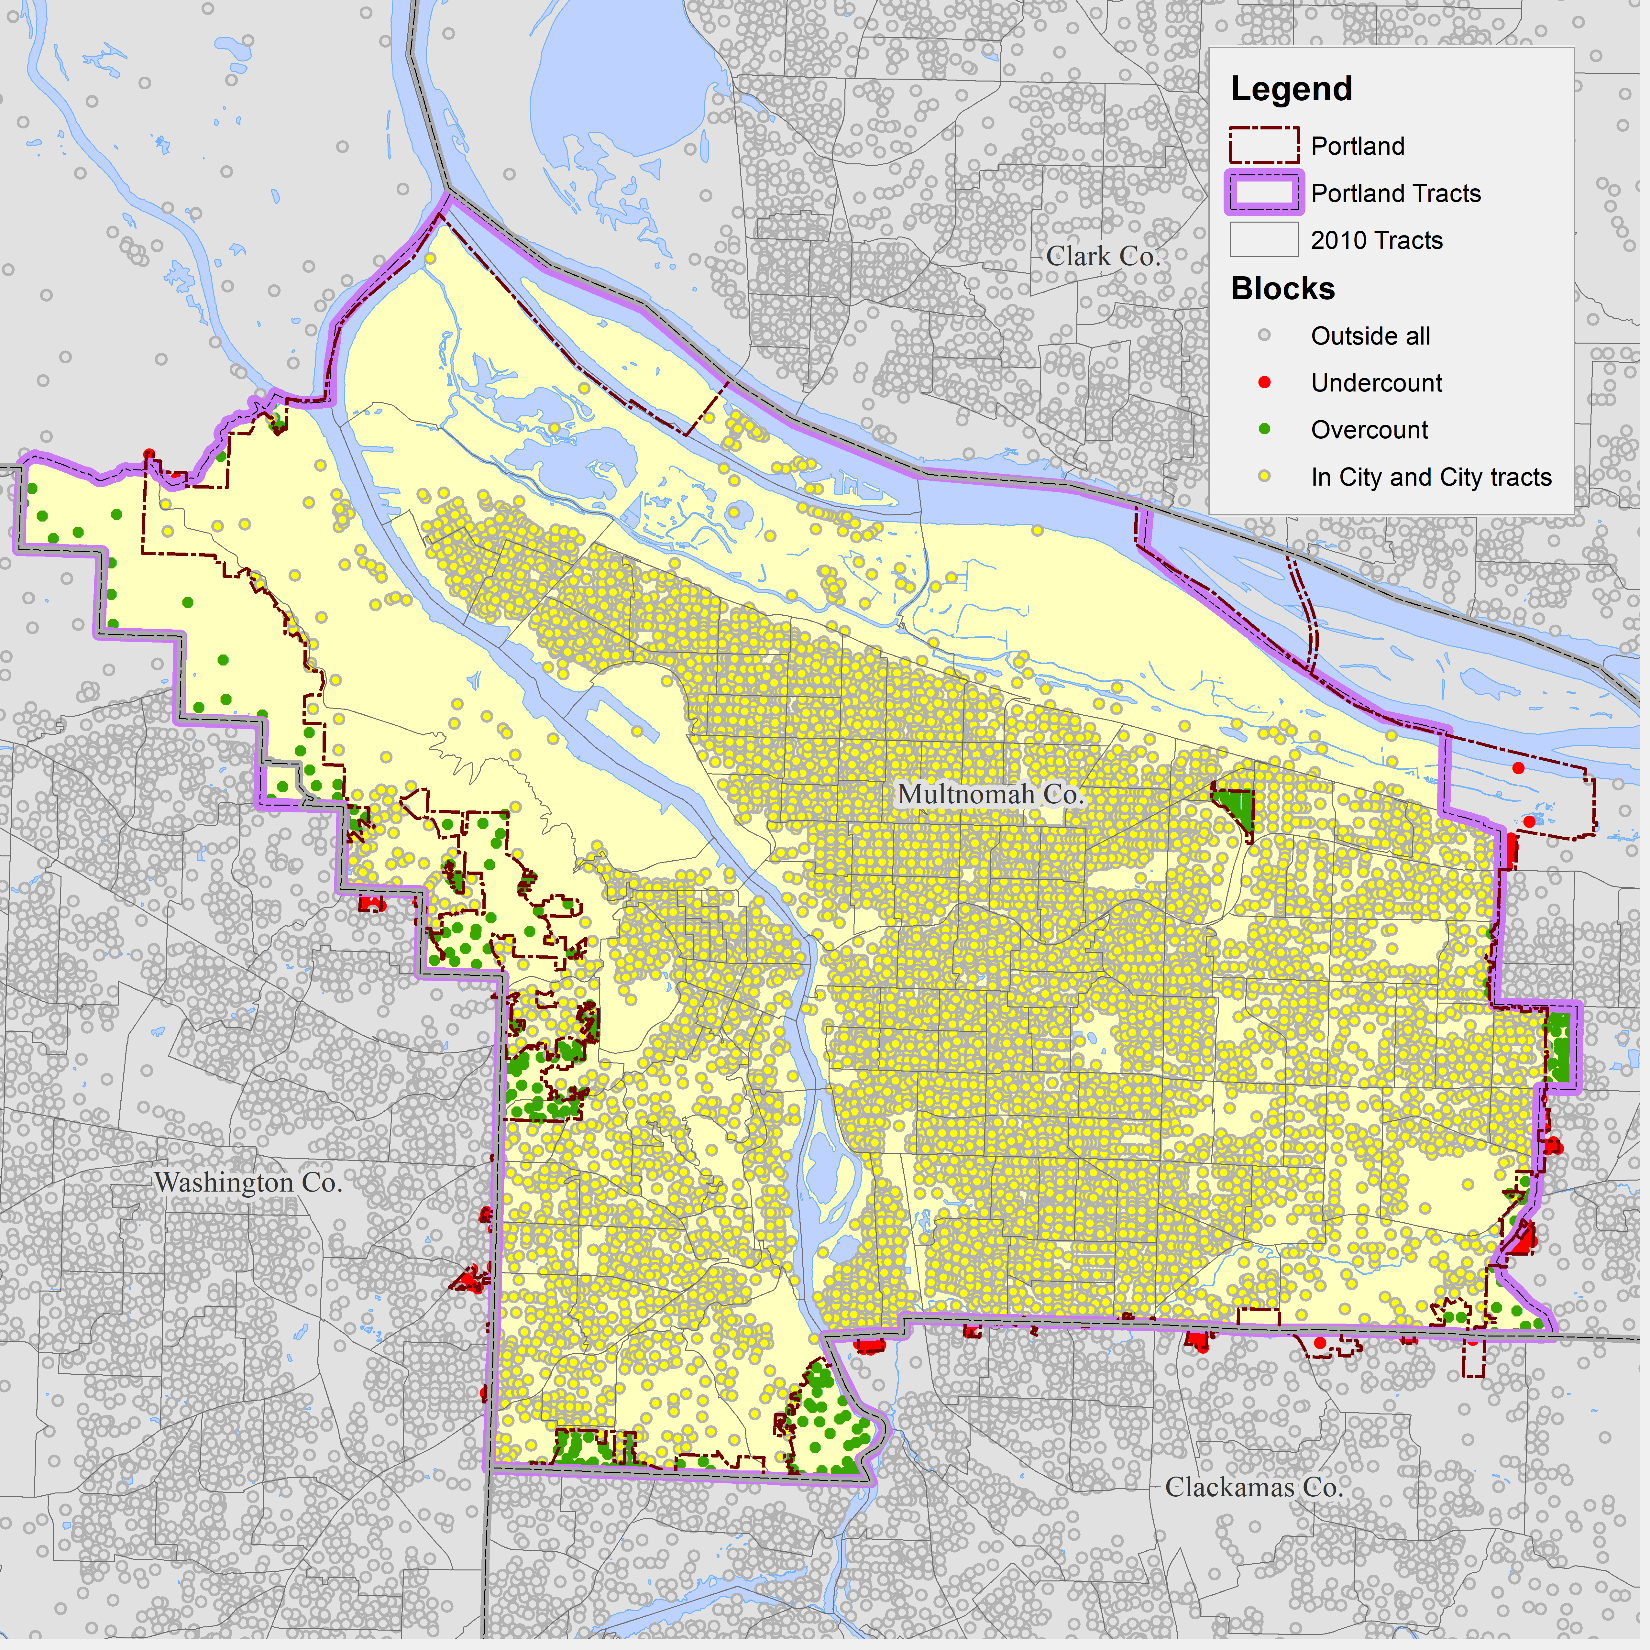 Legend
Portland
Portland Tracts
2010 Tracts
Blocks
Outside all
Undercount
Overcount
In City and City tracts
Clark Co.
Multnomah Co.
Washington Co.
Clackamas Co.